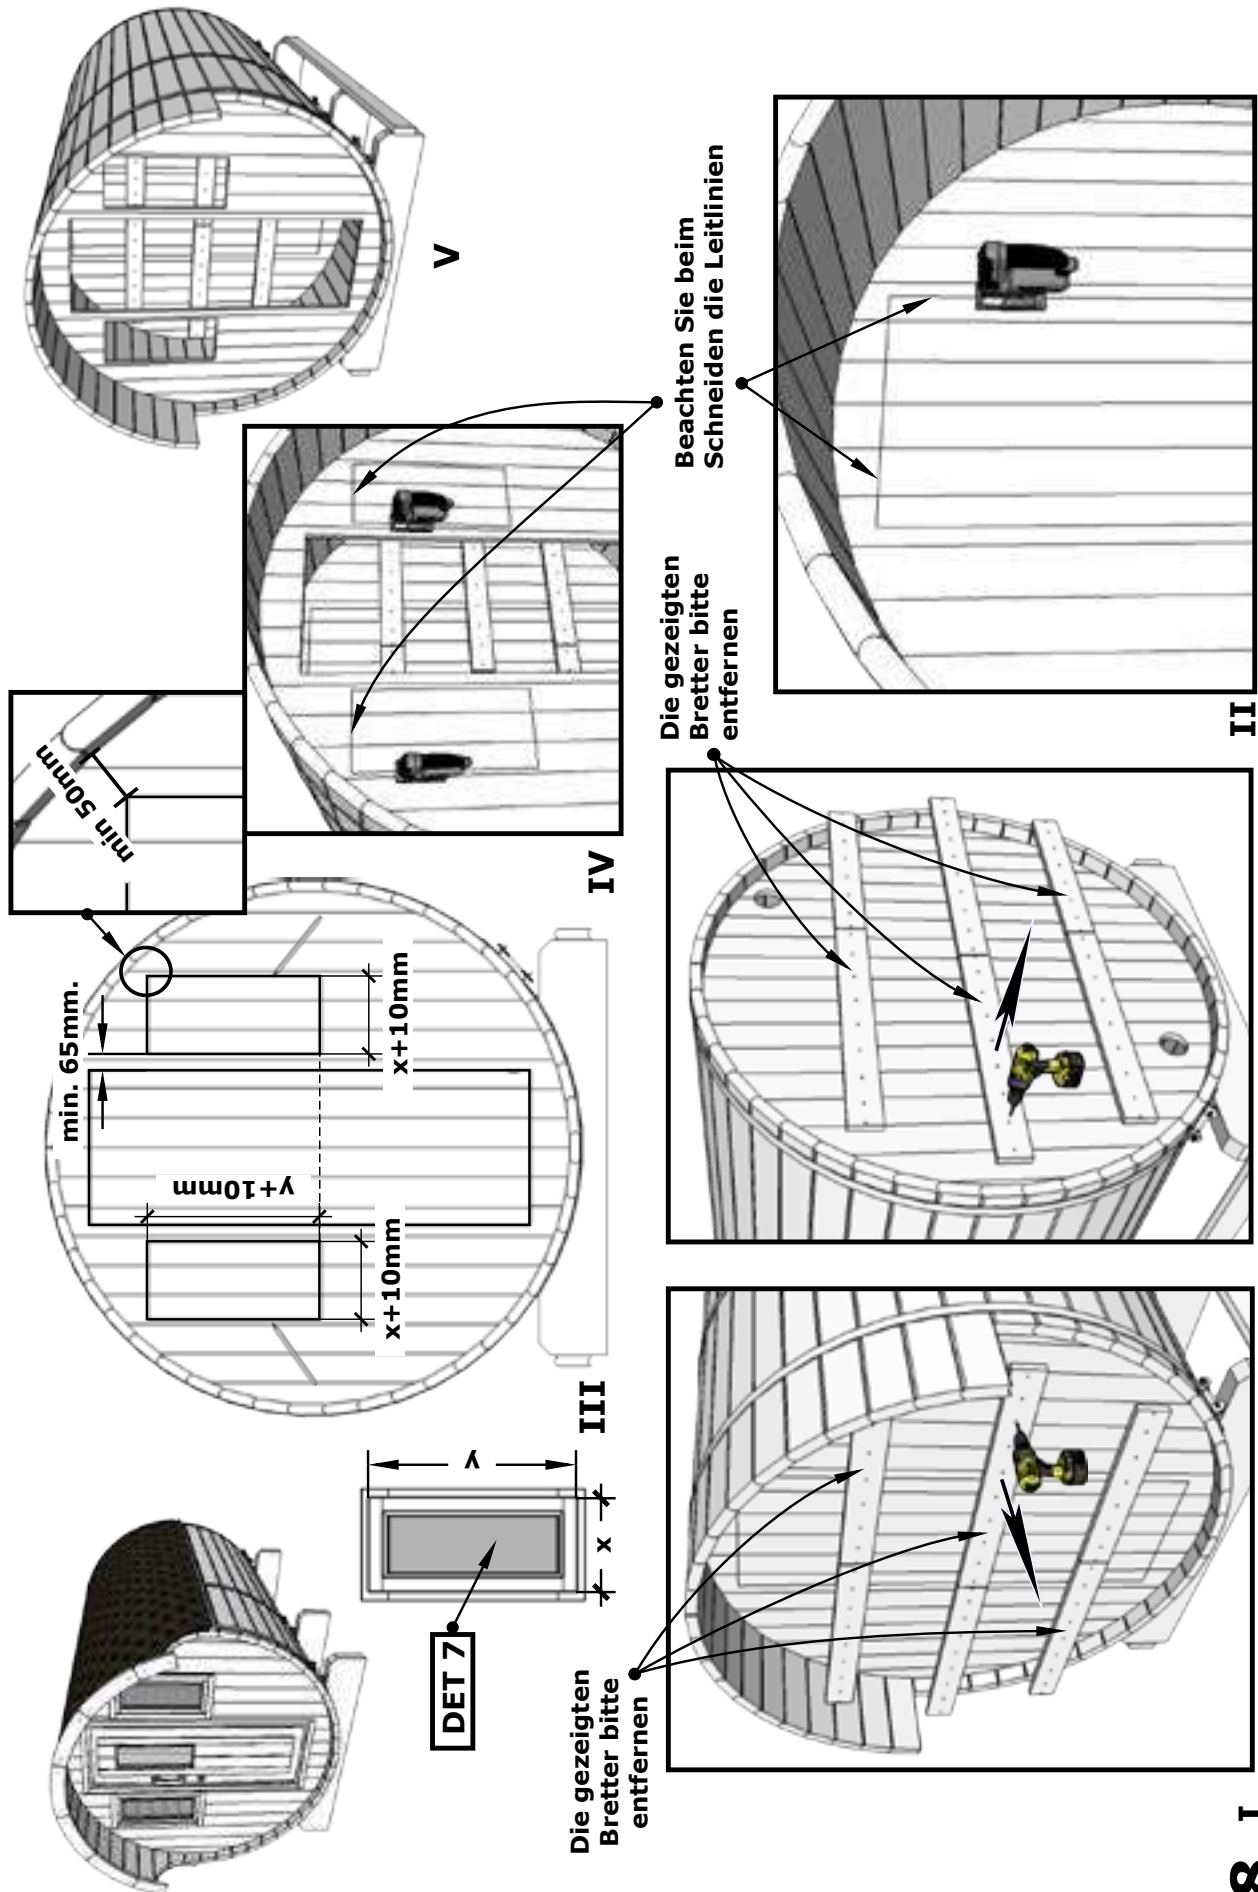 8
I
Die gezeigten
Bretter bitte
entfernen
Die gezeigten
Bretter bitte
entfernen
II
Beachten Sie beim
Schneiden die Leitlinien
DET 7
x
y
III
x+10mm
y+10mm
x+10mm
min. 65mm.
min 50mm
IV
V